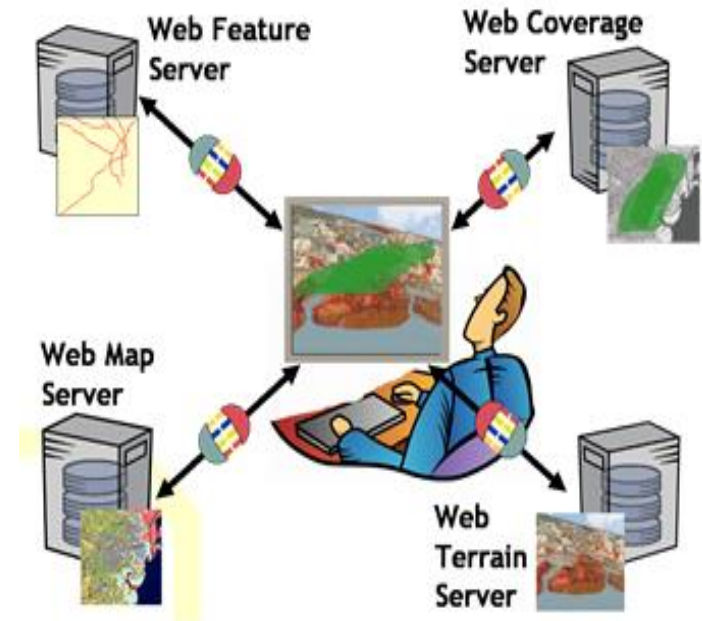 Web Feature
Server
Web Coverage
Server
Web Map
Server
Web
Terrain
Server